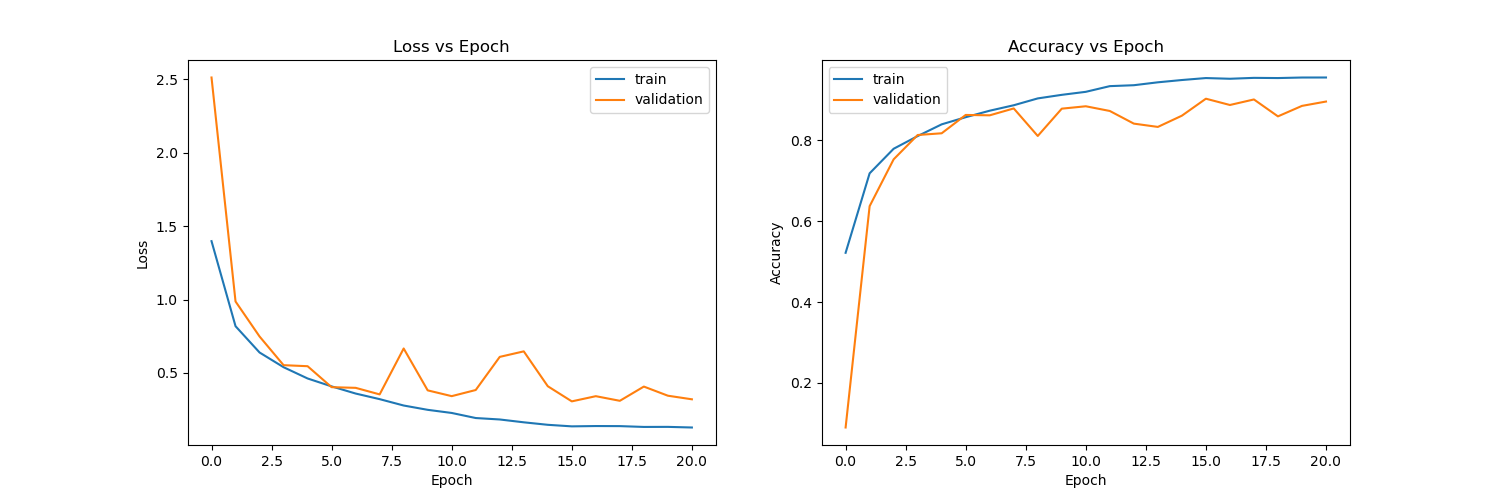 Loss vs Epoch
train
validation
2.5
2.0
1.5
1.0
0.5
Loss
0.0 2.5 5.0 7.5 10.0 12.5 15.0 17.5 20.0
Epoch
Accuracy vs Epoch
train
validation
0.8
0.6
0.4
0.2
Accuracy
0.0 2.5 5.0 7.5 10.0 12.5 15.0 17.5 20.0
Epoch